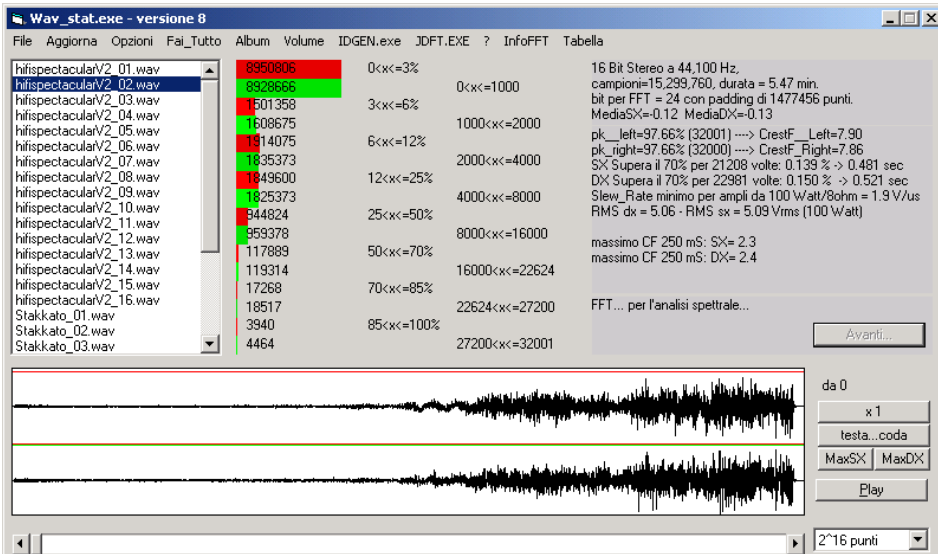 Wav_stat.exe - versione 8
File Aggiorna Opzioni Fai_Tutto Album Volume IDGEN.exe JDFT.EXE ? InfoFFT Tabella
hifispectacularV2_01.wav
hifispectacularV2_02.wav
hifispectacularV2_03.wav
hifispectacularV2_04.wav
hifispectacularV2_05.wav
hifispectacularV2_06.wav
hifispectacularV2_07.wav
hifispectacularV2_08.wav
hifispectacularV2_09.wav
hifispectacularV2_10.wav
hifispectacularV2_11.wav
hifispectacularV2_12.wav
hifispectacularV2_13.wav
hifispectacularV2_14.wav
hifispectacularV2_15.wav
hifispectacularV2_16.wav
Stakkato_01.wav
Stakkato_02.wav
Stakkato_03.wav
8950806 0<x<=3%
8928666 0<x<=1000
1501358 3<x<=6%
1608675 1000<x<=2000
1914075 6<x<=12%
1835373 2000<x<=4000
1849600 12<x<=25%
1825373 4000<x<=8000
944824 25<x<=50%
959378 8000<x<=16000
117889 50<x<=70%
119314 16000<x<=22624
17268 70<x<=85%
18517 22624<x<=27200
3940 85<x<=100%
4464 27200<x<=32001
16 Bit Stereo a 44,100 Hz,
campioni=15,299,760, durata = 5.47 min.
bit per FFT = 24 con padding di 1477456 punti.
MediaSX=-0.12 MediaDX=-0.13
pk__left=97.66% (32001) ----> CrestF__Left=7.90
pk_right=97.66% (32000) ----> CrestF_Right=7.86
SX Supera il 70% per 21208 volte: 0.139 % -> 0.481 sec
DX Supera il 70% per 22981 volte: 0.150 % -> 0.521 sec
Slew_Rate minimo per ampli da 100 Watt/8ohm = 1.9 V/us
RMS dx = 5.06 - RMS sx = 5.09 Vrms (100 Watt)
massimo CF 250 mS: SX= 2.3
massimo CF 250 mS: DX= 2.4
FFT... per l'analisi spettrale...
Avanti...
da 0
x 1
testa...coda
MaxSX MaxDX
Play
2^16 punti